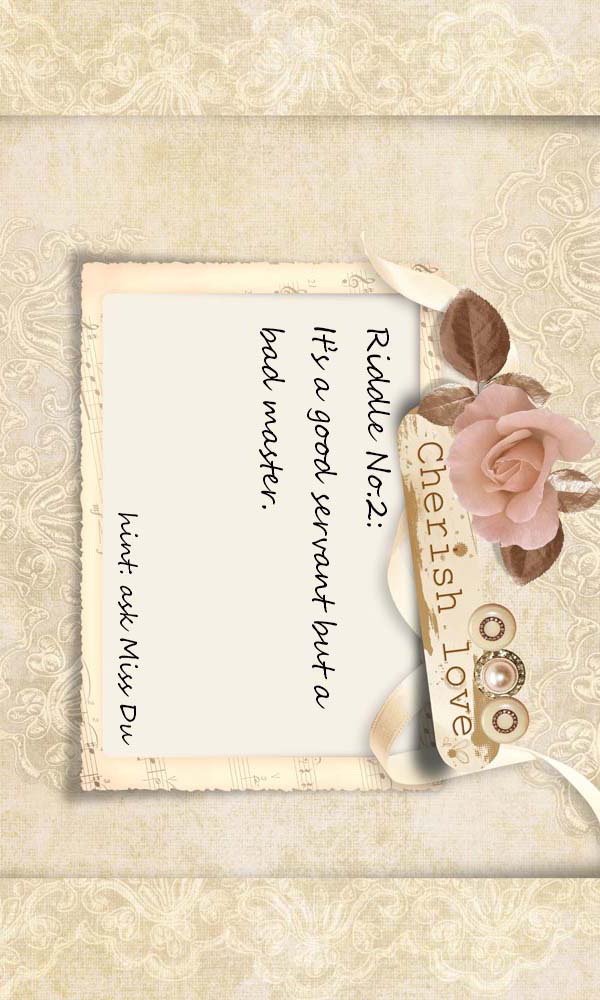 Cherish love
Riddle No.2:
It's a good servant but a
bad master.
hint: ask Miss Du